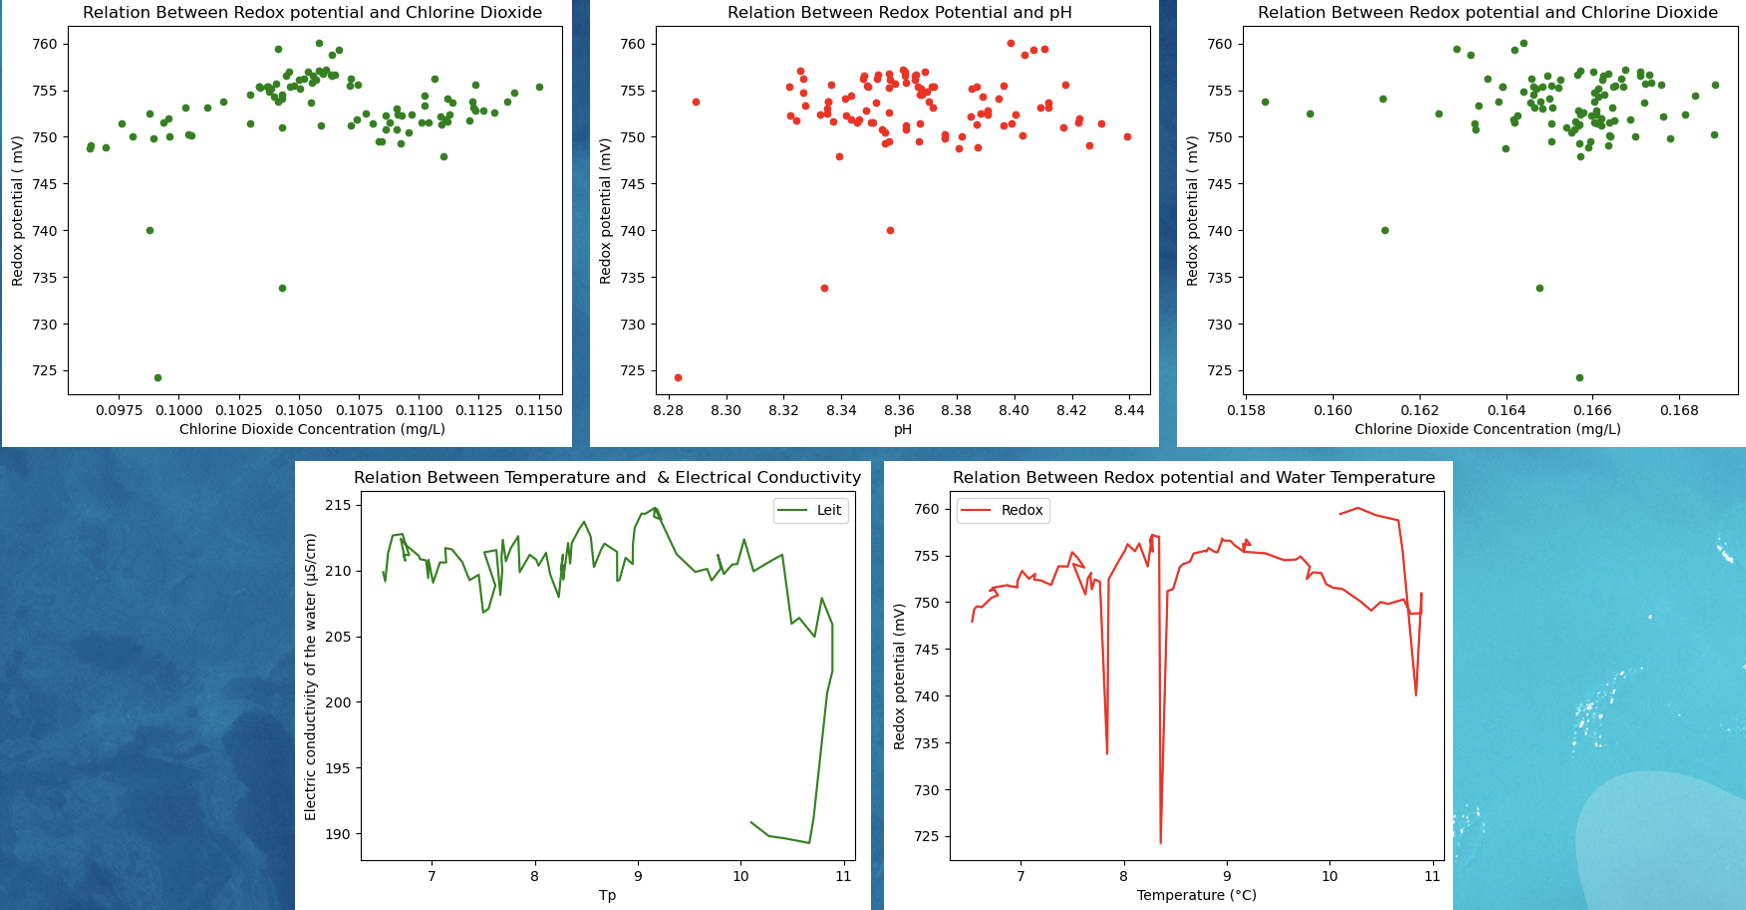 Relation Between Redox potential and Chlorine Dioxide
760
755
750
745
740
735
730
725
Redox potential ( mV)
0.0975 0.1000 0.1025 0.1050 0.1075 0.1100 0.1125 0.1150
Chlorine Dioxide Concentration (mg/L)
Relation Between Redox Potential and pH
760
755
750
745
740
735
730
725
Redox potential (mV)
8.28 8.30 8.32 8.34 8.36 8.38 8.40 8.42 8.44
pH
Relation Between Redox potential and Chlorine Dioxide
760
755
750
745
740
735
730
725
Redox potential ( mV)
0.158 0.160 0.162 0.164 0.166 0.168
Chlorine Dioxide Concentration (mg/L)
Relation Between Temperature and  & Electrical Conductivity
Leit
215
210
205
200
195
190
Electric conductivity of the water (µS/cm)
7 8 9 10 11
Tp
Relation Between Redox potential and Water Temperature
Redox
760
755
750
745
740
735
730
725
Redox potential (mV)
7 8 9 10 11
Temperature (°C)